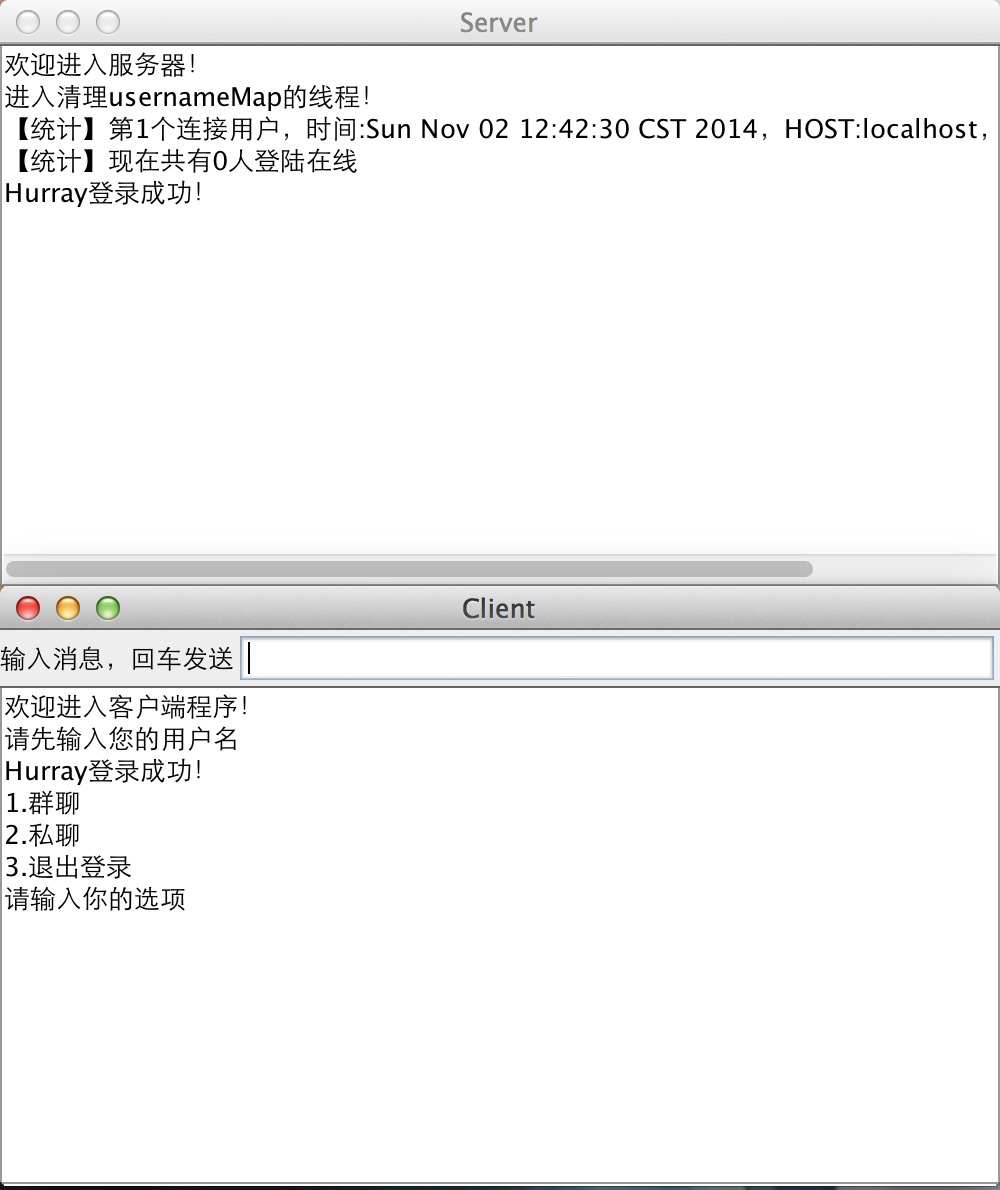 Server
欢迎进入服务器！
进入清理usernameMap的线程！
【统计】第1个连接用户，时间:Sun Nov 02 12:42:30 CST 2014，HOST:localhost，
【统计】现在共有0人登陆在线
Hurray登录成功！
Client
输入消息，回车发送
欢迎进入客户端程序！
请先输入您的用户名
Hurray登录成功！
1.群聊
2.私聊
3.退出登录
请输入你的选项